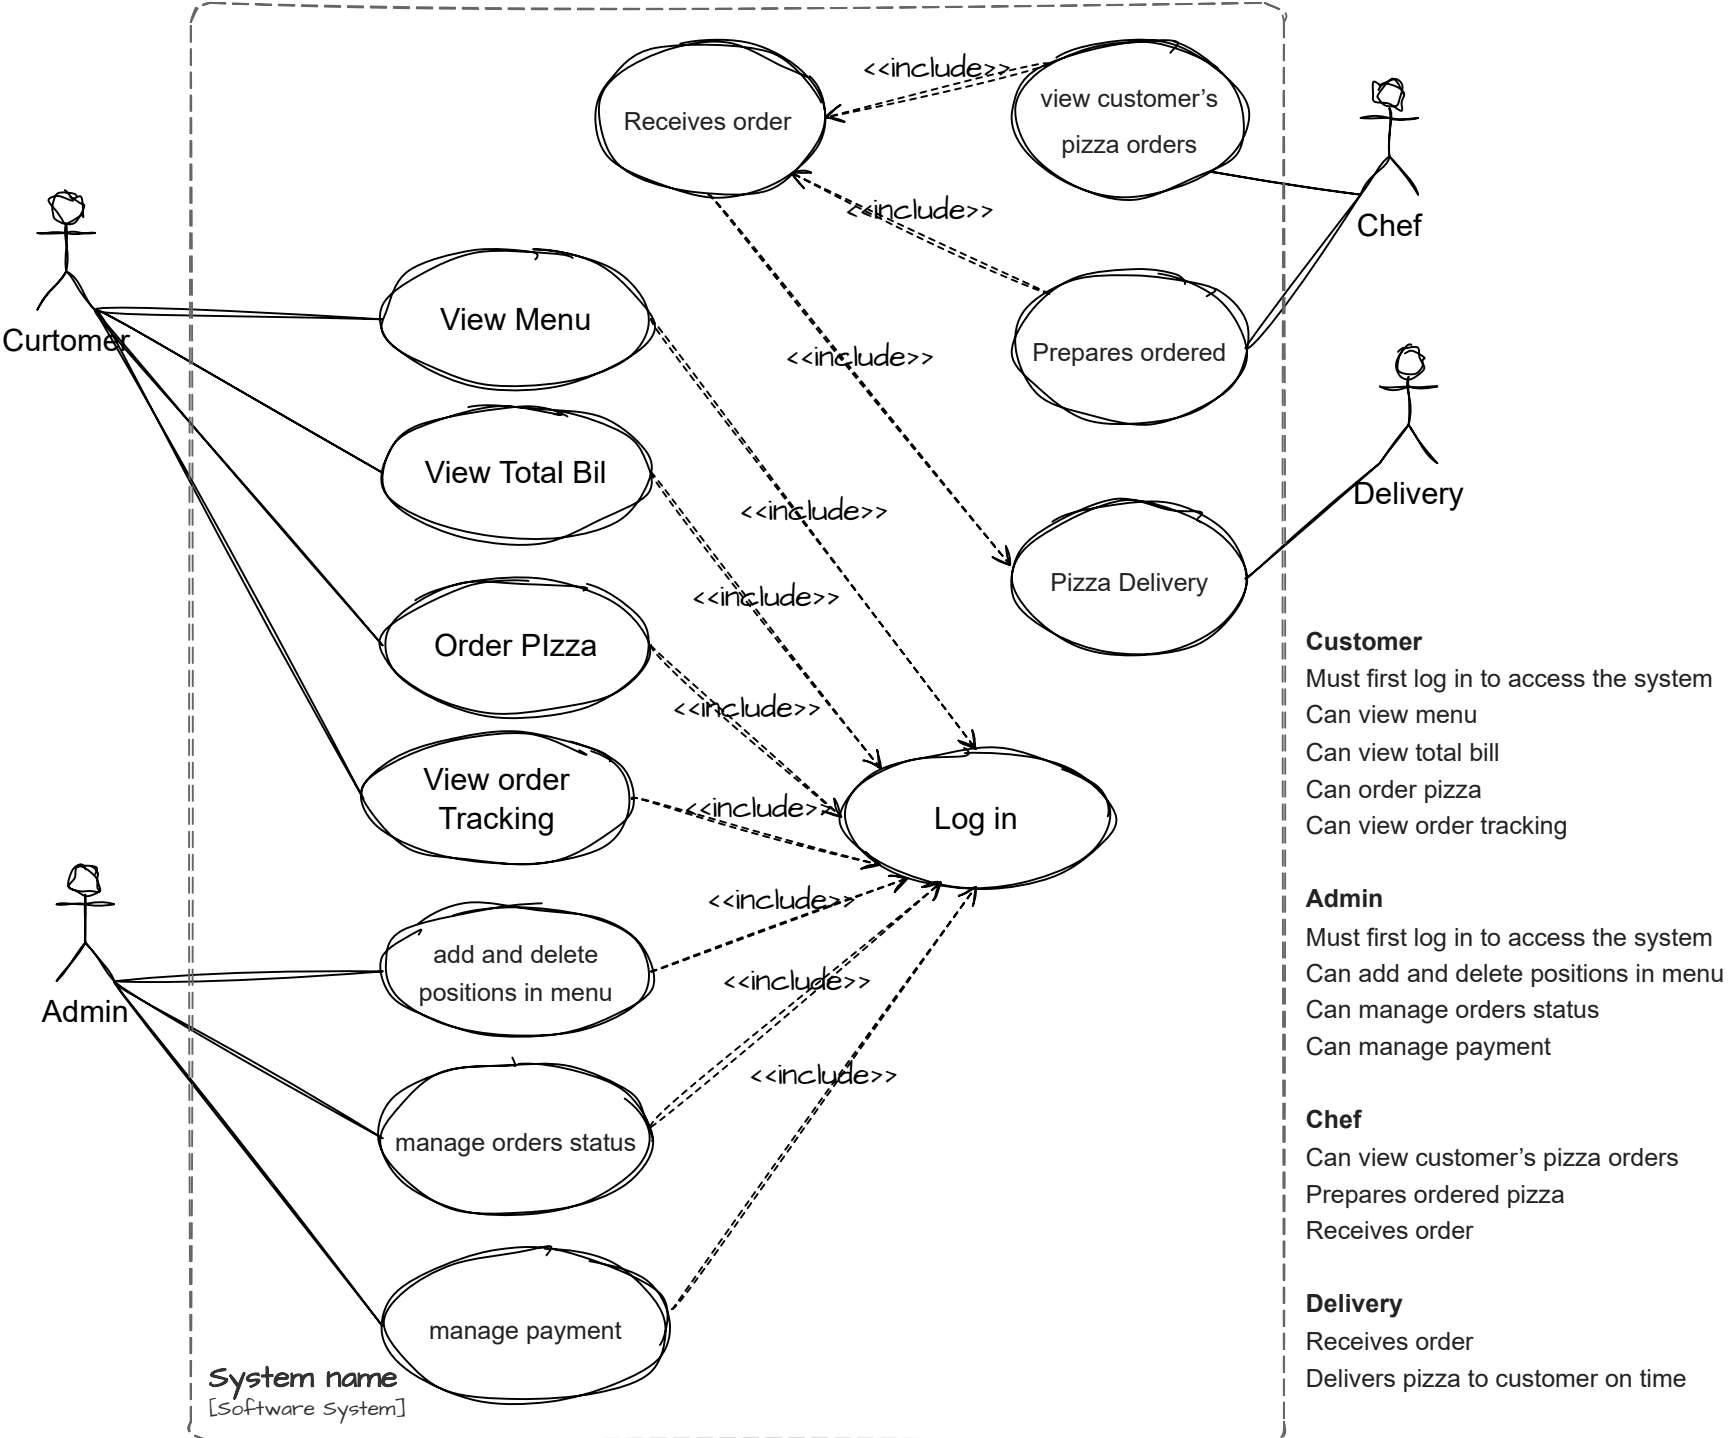 <<include>>
view customer’s
pizza orders
Receives order
<<include>>
Chef
View Menu
Curtomer
<<include>>
Prepares ordered
View Total Bil
Delivery
<<include>>
<<include>>
Pizza Delivery
Order PIzza
<<include>>
View order
Tracking
<<include>>
Log in
<<include>>
add and delete
positions in menu
<<include>>
Admin
<<include>>
manage orders status
manage payment
System name
[Software System]
Customer
Must first log in to access the system
Can view menu
Can view total bill
Can order pizza
Can view order tracking
Admin
Must first log in to access the system
Can add and delete positions in menu
Can manage orders status
Can manage payment
Chef
Can view customer’s pizza orders
Prepares ordered pizza
Receives order
Delivery
Receives order
Delivers pizza to customer on time